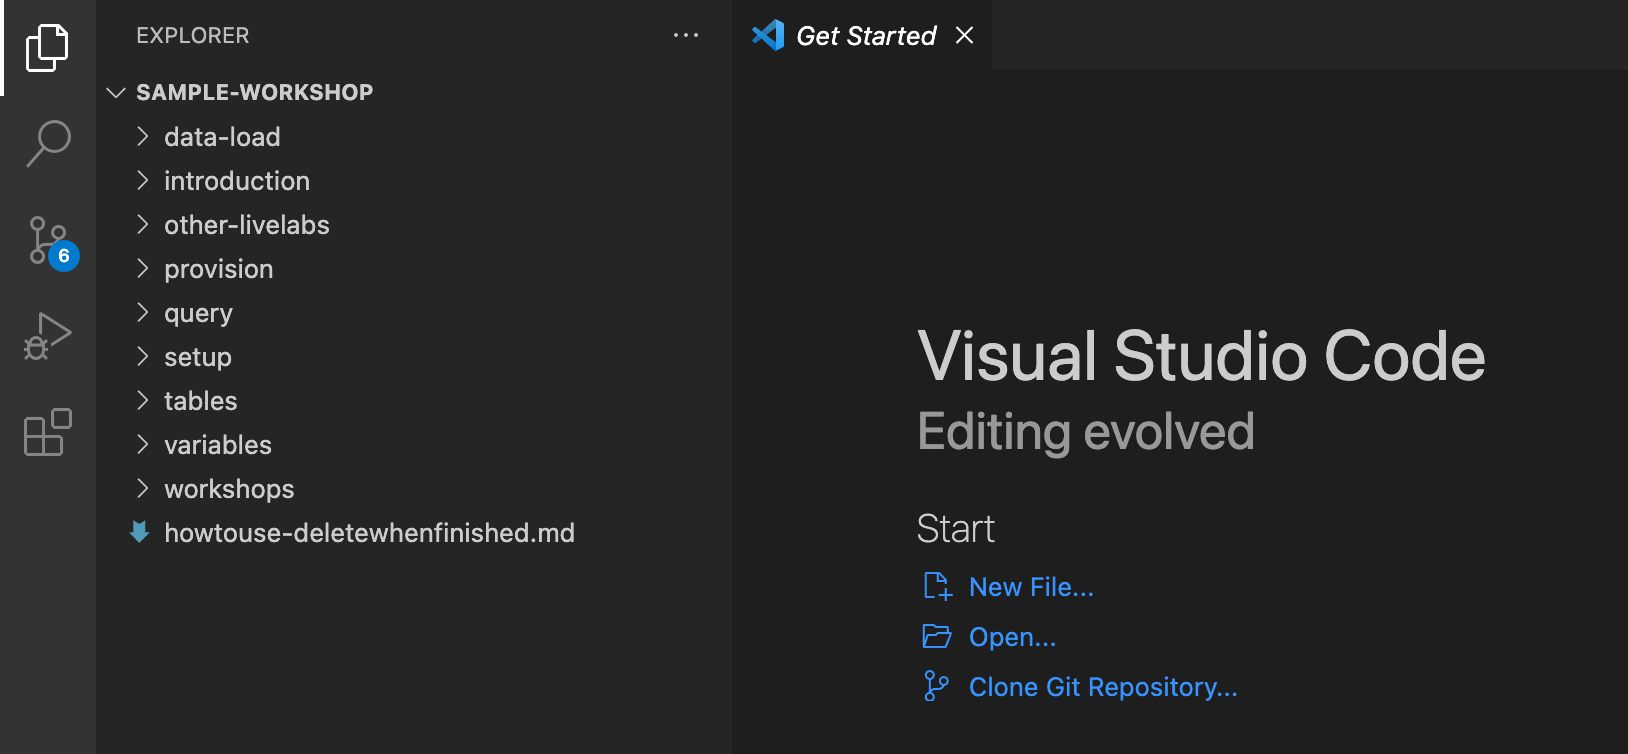 EXPLORER
SAMPLE-WORKSHOP
data-load
introduction
other-livelabs
provision
query
setup
tables
variables
workshops
howtouse-deletewhenfinished.md
6
Get Started
Visual Studio Code
Editing evolved
Start
New File...
Open...
Clone Git Repository...